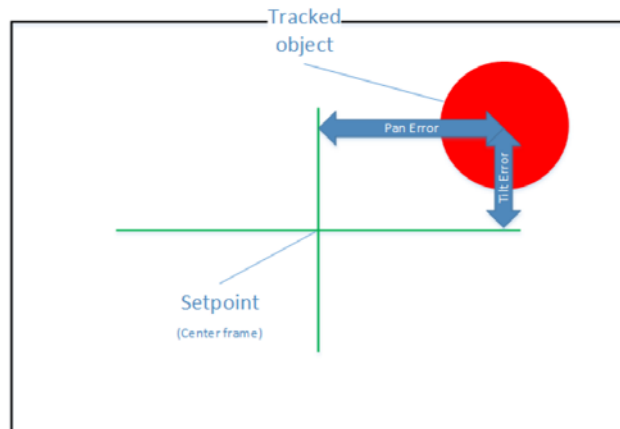 Tracked
object
Pan Error
Tilt Error
Setpoint
(Center frame)